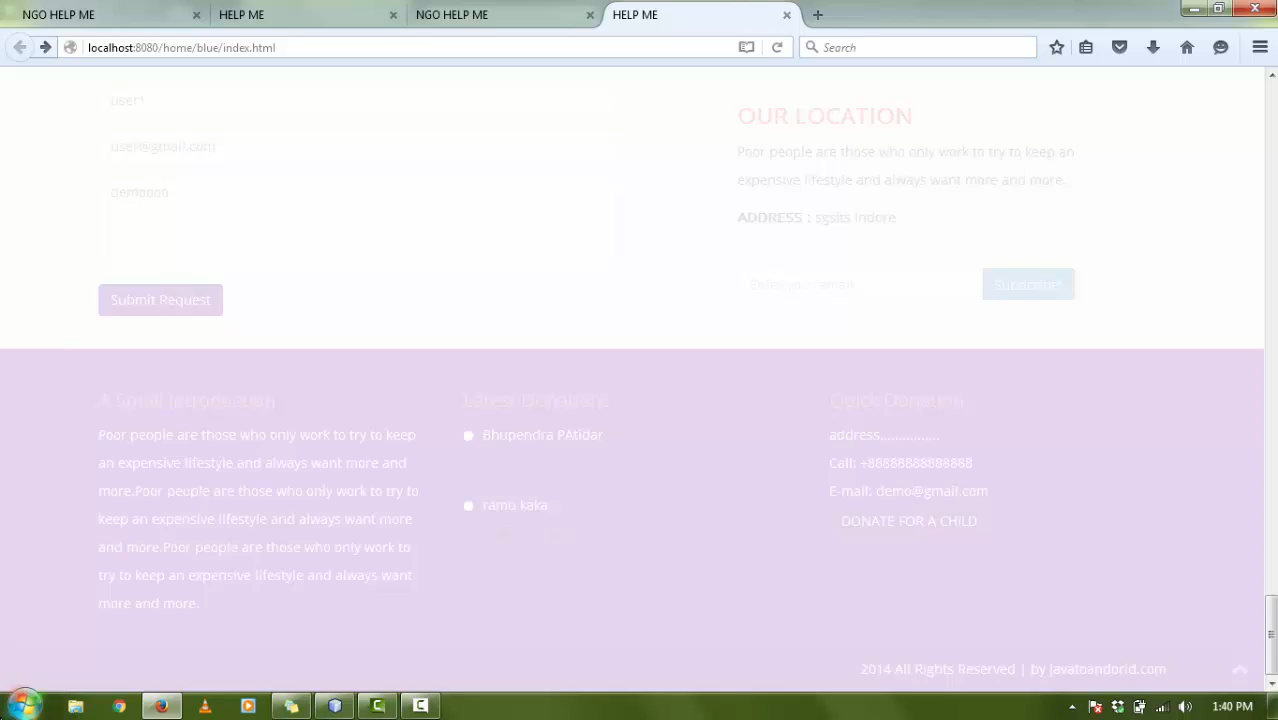 NGO HELP ME
HELP ME
NGO HELP ME
HELP ME
localhost:8080/home/blue/index.html
Search
user1
user@gmail.com
OUR LOCATION
Poor people are those who only work to try to keep an
expensive lifestyle and always want more and more.
ADDRESS : sgsits Indore
Enter your email
Submit Request
A Small Introduction
Poor people are those who only work to try to keep
an expensive lifestyle and always want more and
more.Poor people are those who only work to try to
keep an expensive lifestyle and always want more
and more.Poor people are those who only work to
try to keep an expensive lifestyle and always want
more and more.
Latest Donators
Bhupendra PAtidar
ramu kaka
Quick Donation
address................
Call: +88888888888888
E-mail: demo@gmail.com
DONATE FOR A CHILD
2014 All Rights Reserved | by Javatoandorid.com
1:40 PM